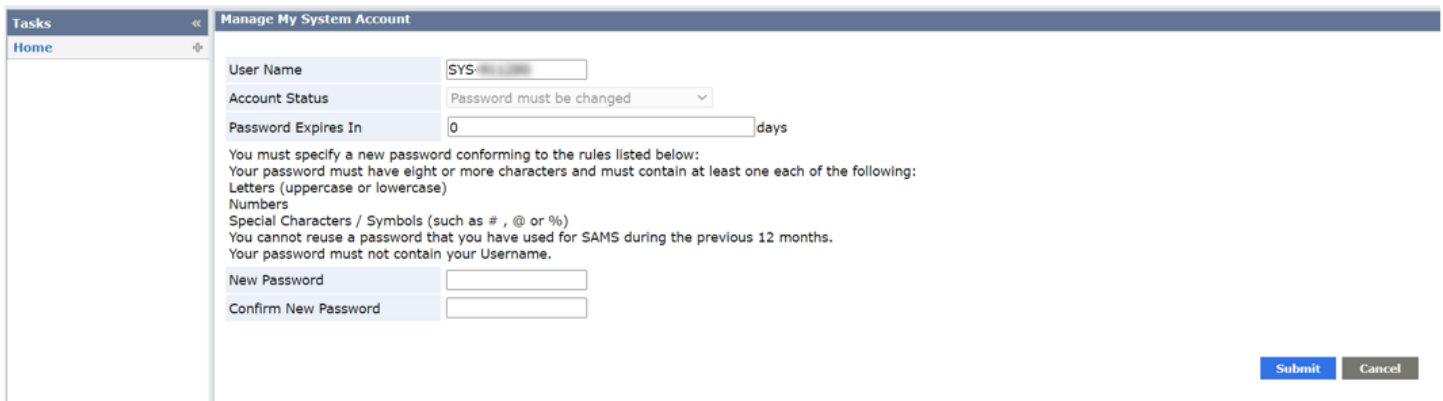 Tasks «
Manage My System Account
Home
User Name SYS-
Account Status Password must be changed
Password Expires In 0 days
You must specify a new password conforming to the rules listed below:
Your password must have eight or more characters and must contain at least one each of the following:
Letters (uppercase or lowercase)
Numbers
Special Characters / Symbols (such as # , @ or %)
You cannot reuse a password that you have used for SAMS during the previous 12 months.
Your password must not contain your Username.
New Password
Confirm New Password
Submit Cancel